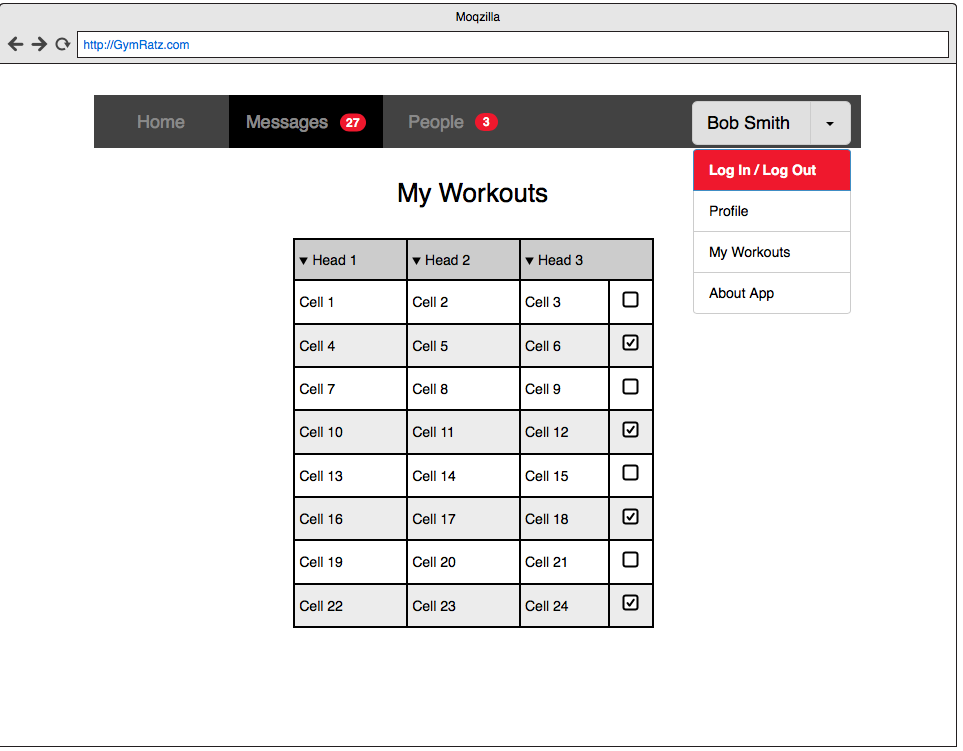 Moqzilla
http://GymRatz.com
Home Messages 27 People 3 Bob Smith
Log In / Log Out
Profile
My Workouts
About App
My Workouts
Head 1 Head 2 Head 3
Cell 1 Cell 2 Cell 3
Cell 4 Cell 5 Cell 6
Cell 7 Cell 8 Cell 9
Cell 10 Cell 11 Cell 12
Cell 13 Cell 14 Cell 15
Cell 16 Cell 17 Cell 18
Cell 19 Cell 20 Cell 21
Cell 22 Cell 23 Cell 24